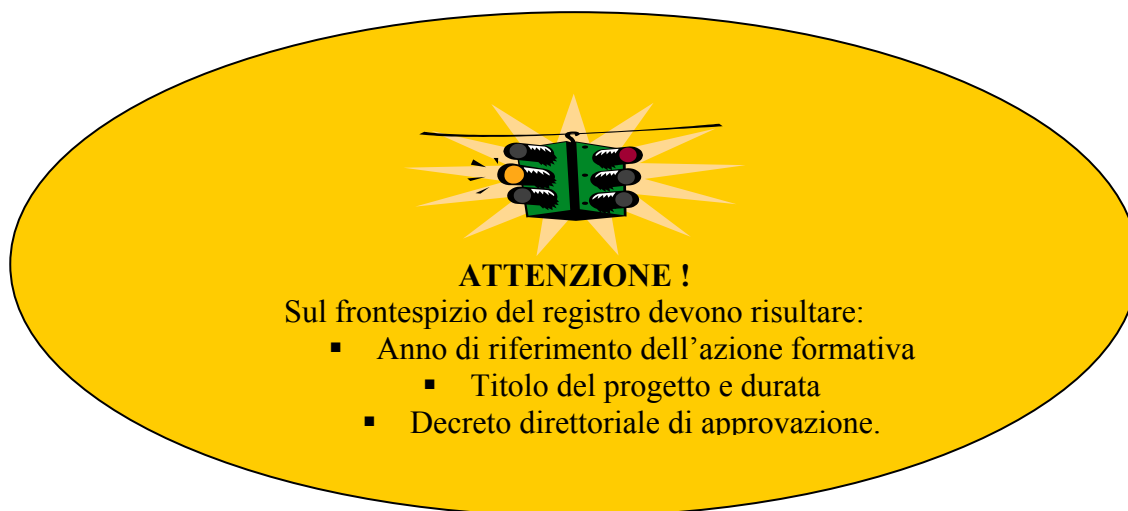 ATTENZIONE !
Sul frontespizio del registro devono risultare:
▪ Anno di riferimento dell’azione formativa
▪ Titolo del progetto e durata
▪ Decreto direttoriale di approvazione.